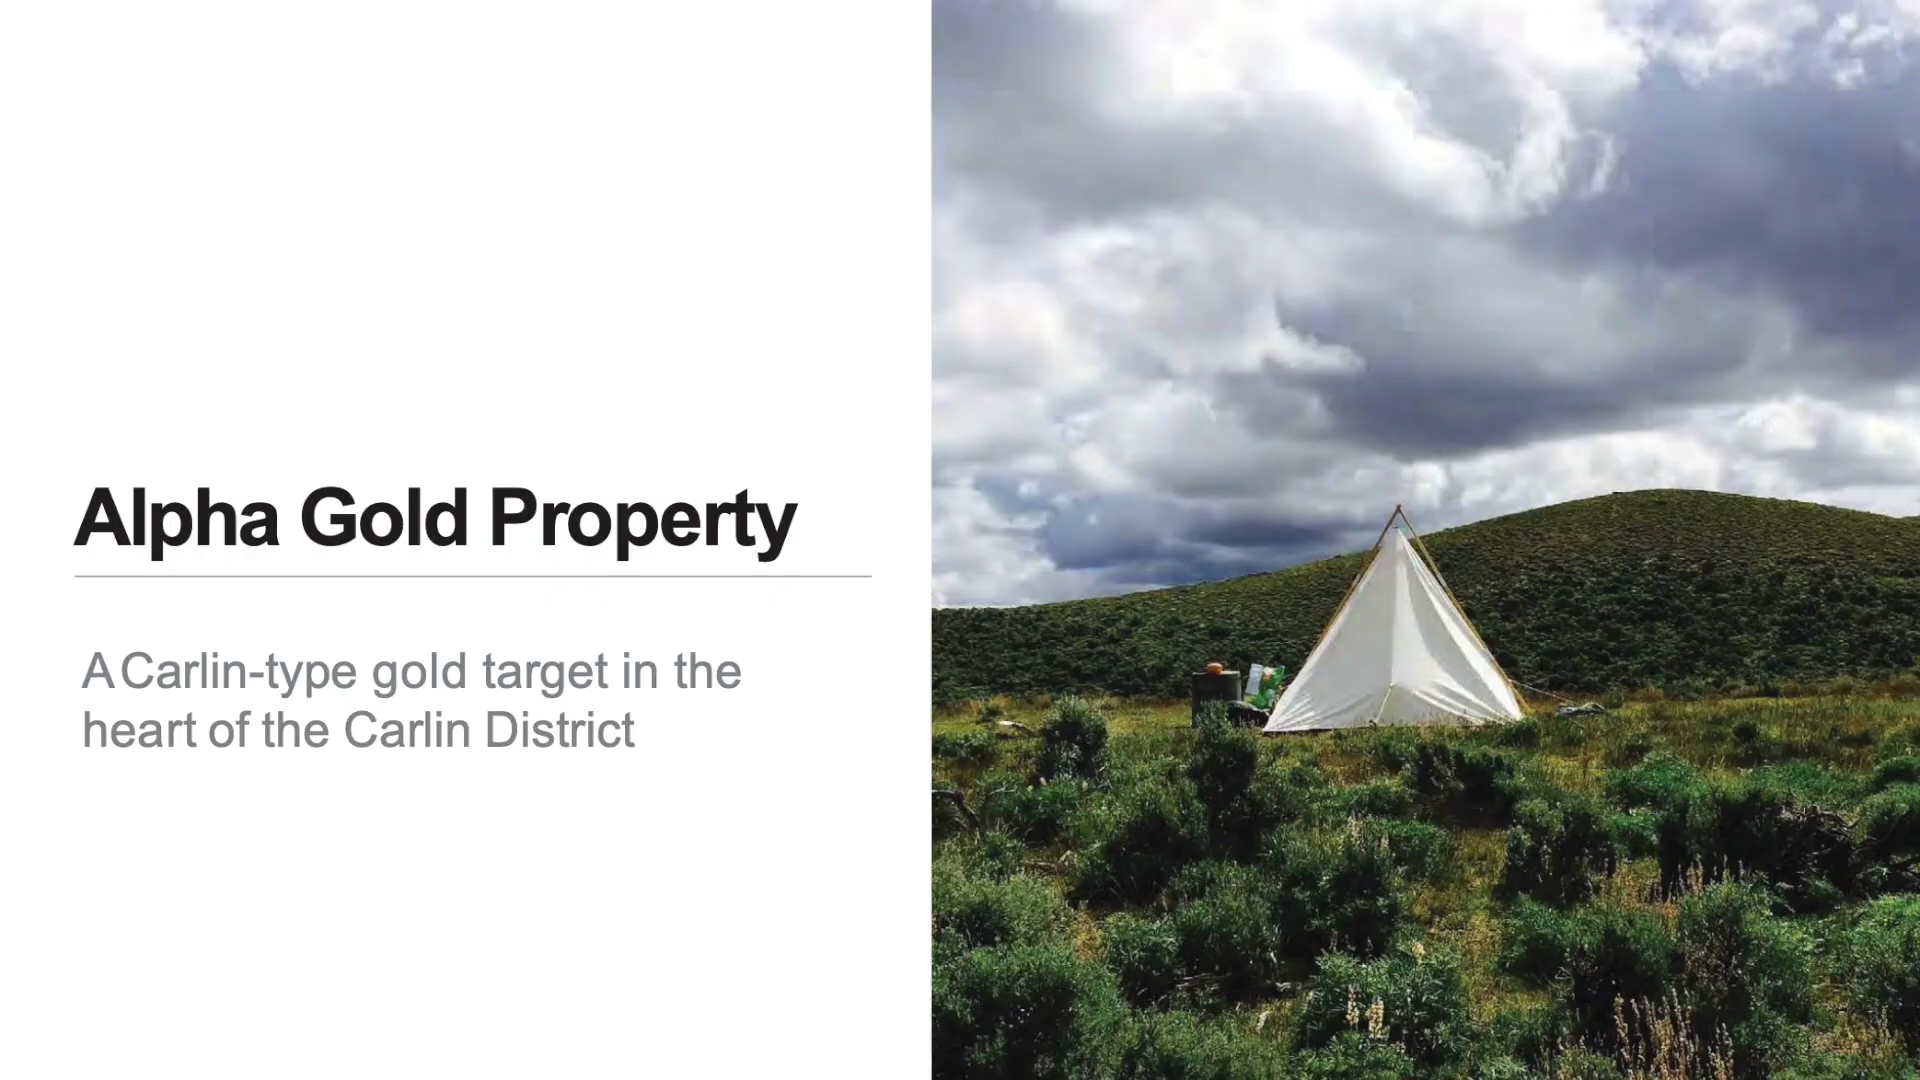 Alpha Gold Property
A Carlin-type gold target in the
heart of the Carlin District